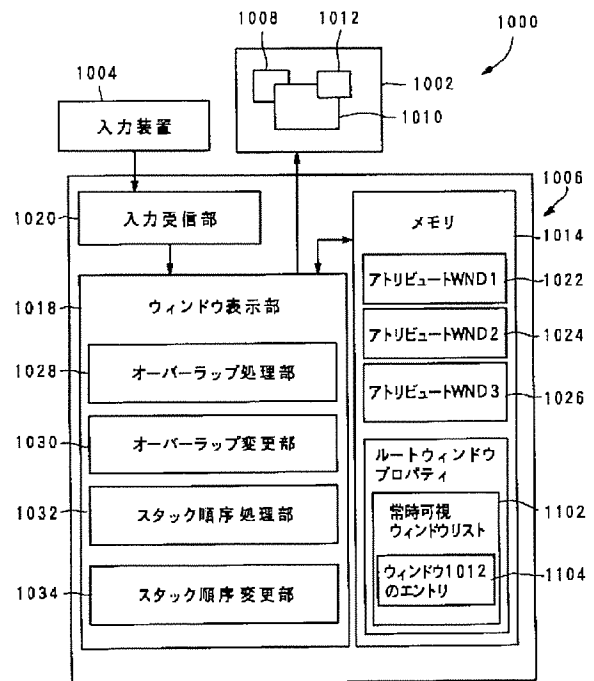 1008
1012
1000
1004
1002
入力装置
1010
1006
1020
入力受信部
メモリ
1014
1018
ウィンドウ表示部
アトリビュートWND1
1022
アトリビュートWND2
1024
1028
オーバーラップ処理部
アトリビュートWND3
1026
1030
オーバーラップ変更部
ルートウィンドウ
プロパティ
1032
スタック順序処理部
常時可視
ウィンドウリスト
1102
1034
スタック順序変更部
ウィンドウ1012
のエントリ
1104